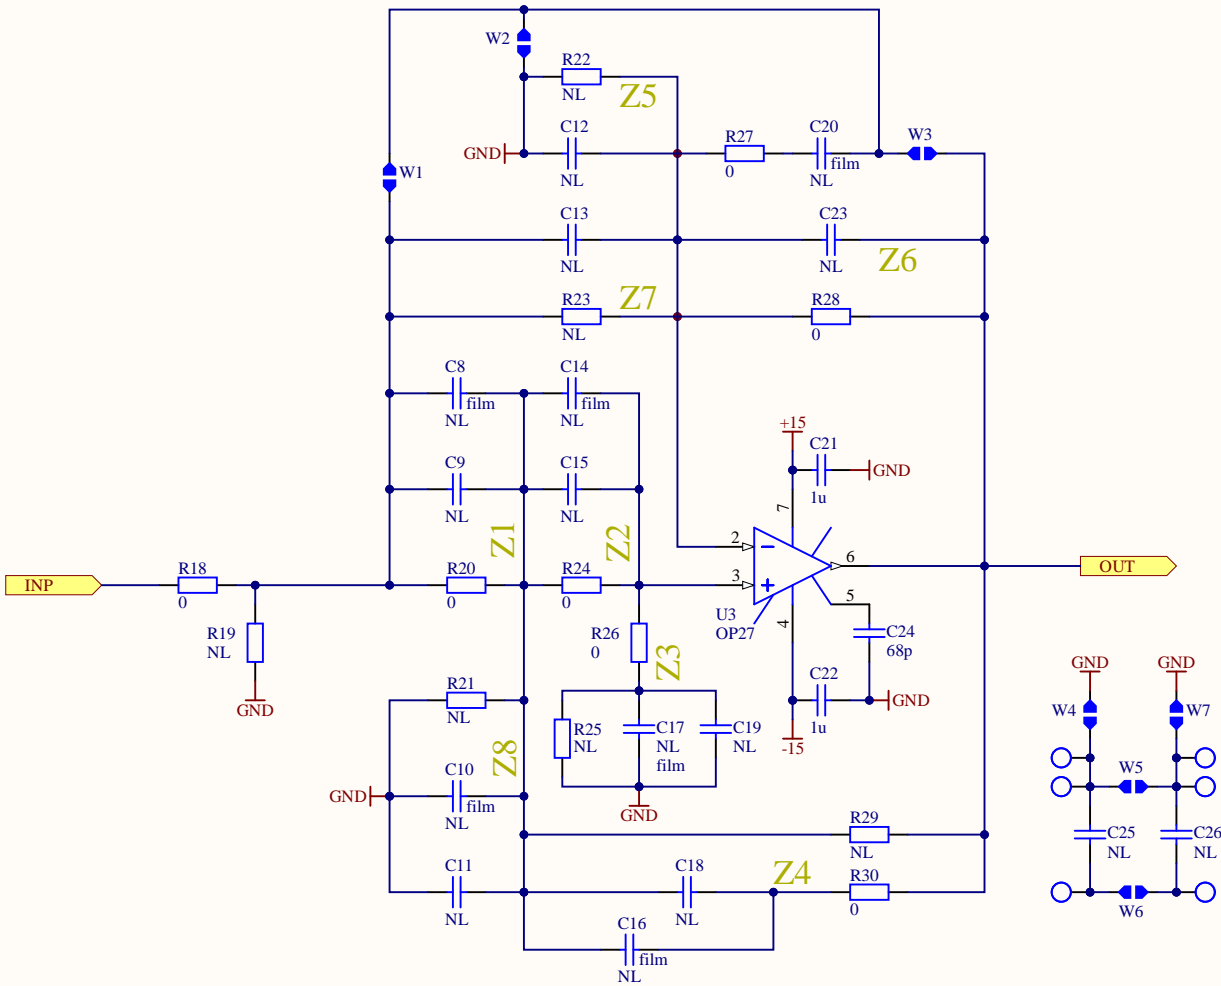 W2
R22
NL
Z5
C12
NL
GND
R27
0
C20
film
NL
W3
W1
C13
NL
C23
NL
Z6
R23
NL
Z7
R28
0
C8
film
NL
C14
film
NL
+15
C21
1u
GND
C9
NL
C15
NL
Z1
Z2
7
2
3
6
5
4
INP
R18
0
R19
NL
GND
R20
0
R24
0
U3
OP27
OUT
R26
0
Z3
C24
68p
C22
1u
GND
-15
R21
NL
R25
NL
C17
NL
film
C19
NL
GND
Z8
GND
C10
film
NL
C11
NL
C18
NL
Z4
R29
NL
R30
0
C16
film
NL
GND
GND
W4
W7
W5
C25
NL
C26
NL
W6